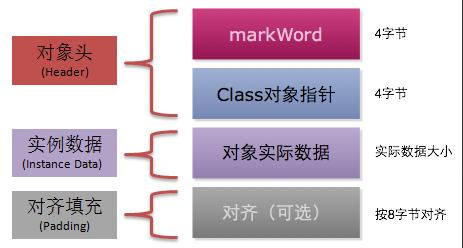 对象头
(Header)
markWord
4字节
Class对象指针
4字节
实例数据
(Instance Data)
对象实际数据
实际数据大小
对齐填充
(Padding)
对齐（可选）
按8字节对齐